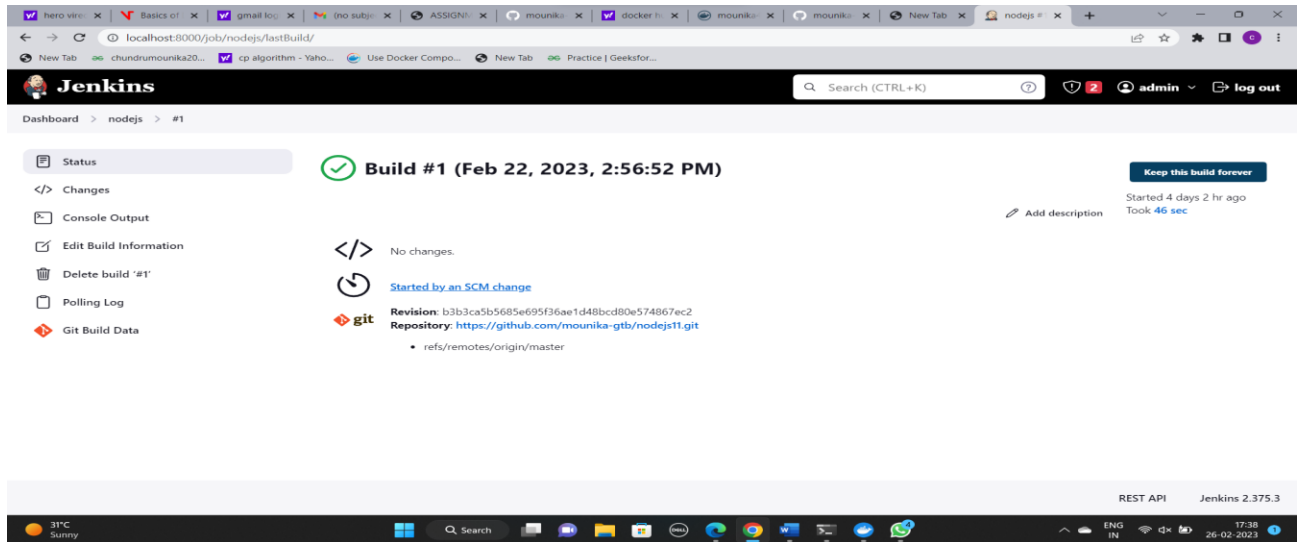 hero vires
Basics of
gmail log
(no subje
ASSIGNM
mounika
docker h
mounika
mounika
New Tab
nodejs #
localhost:8000/job/nodejs/lastBuild/
New Tab
chundrumounika20...
cp algorithm - Yaho...
Use Docker Compo...
New Tab
Practice | Geeksfor...
Jenkins
Search (CTRL+K)
2
admin
log out
Dashboard > nodejs > #1
Status
Build #1 (Feb 22, 2023, 2:56:52 PM)
Keep this build forever
Changes
Started 4 days 2 hr ago
Took 46 sec
Add description
Console Output
Edit Build Information
No changes.
Delete build '#1'
Started by an SCM change
Polling Log
git
Revision: b3b3ca5b5685e695f36ae1d48bcd80e574867ec2
Repository: https://github.com/mounika-gtb/nodejs11.git
Git Build Data
refs/remotes/origin/master
REST API
Jenkins 2.375.3
31°C
Sunny
Search
ENG
IN
17:38
26-02-2023
1